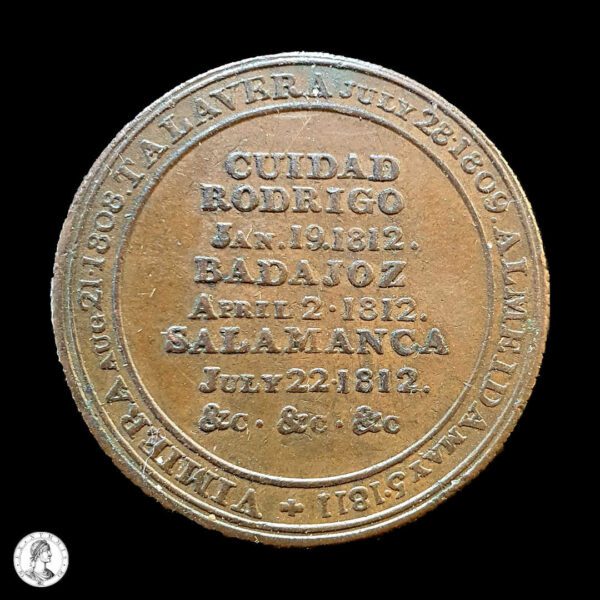 VIMIERA AUG.21.1808.TALAVERA JULY 28.1809.ALMEIDA MAY 5.1811 +
CUIDAD
RODRIGO
JAN.19.1812.
BADAJOZ
APRIL 2.1812.
SALAMANCA
JULY 22.1812.
&c . &c . &c